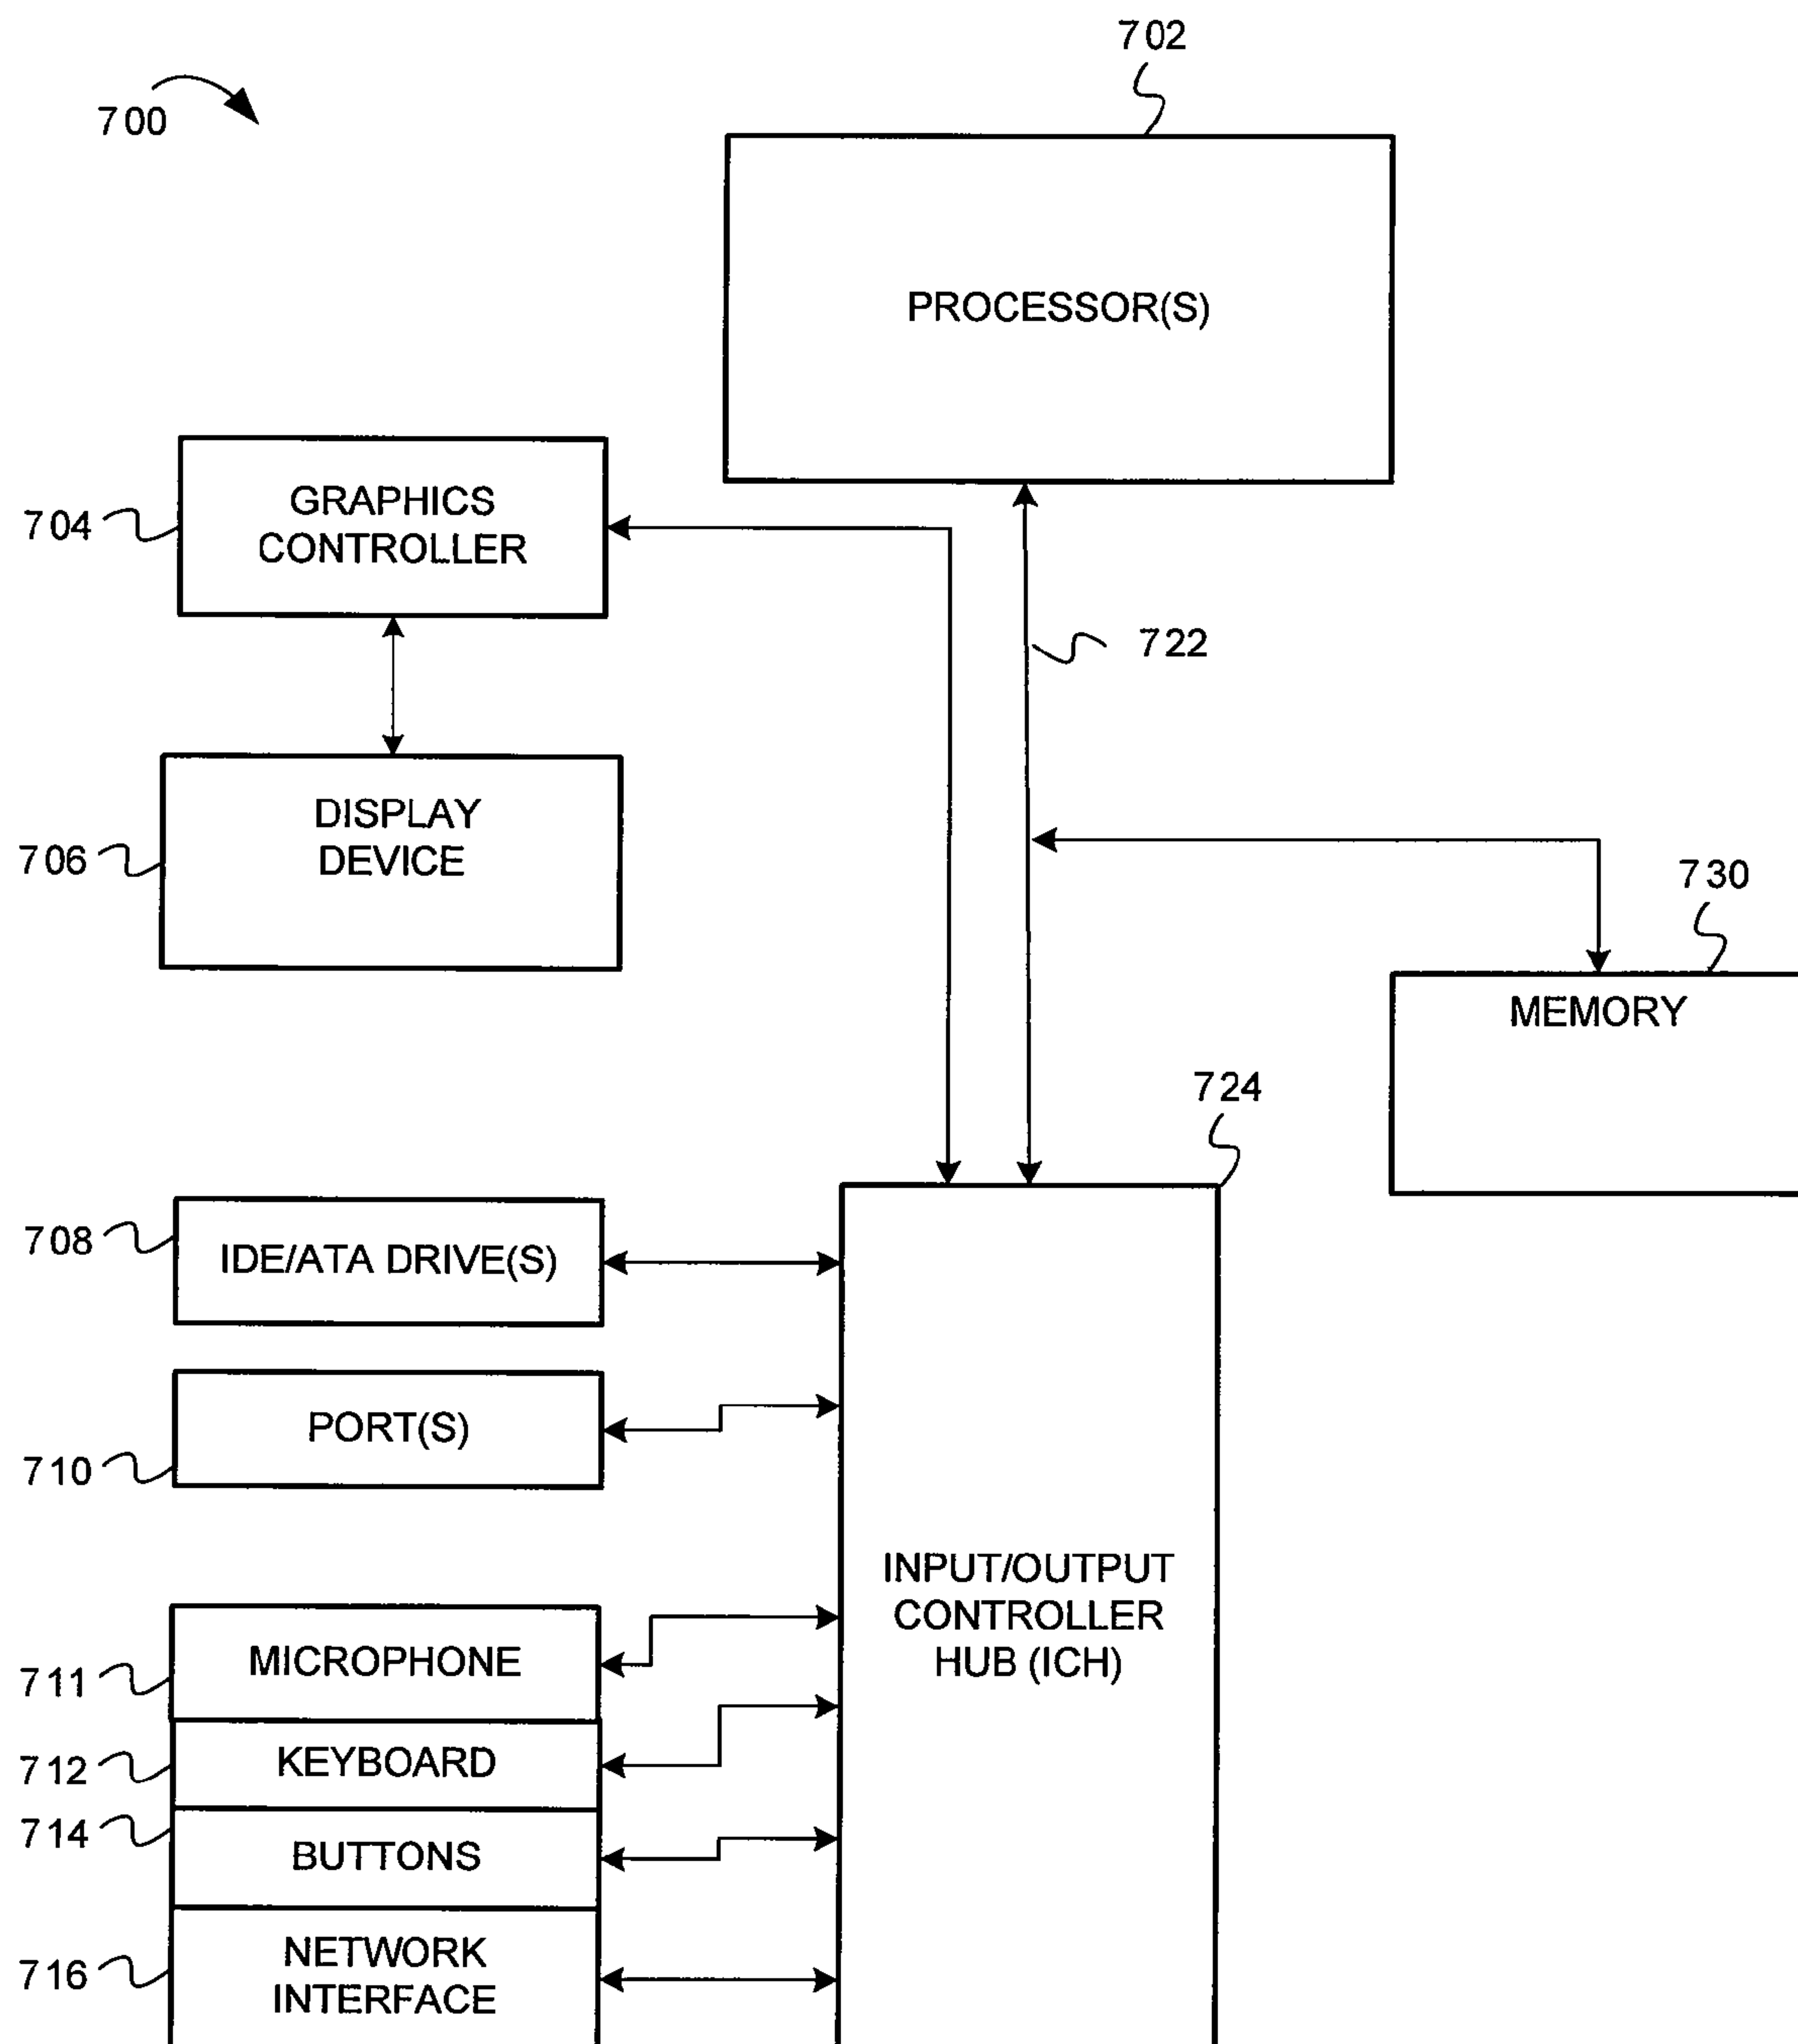 702
700
PROCESSOR(S)
GRAPHICS
CONTROLLER
704
722
DISPLAY
DEVICE
706
730
MEMORY
724
708
IDE/ATA DRIVE(S)
PORT(S)
710
INPUT/OUTPUT
CONTROLLER
HUB (ICH)
MICROPHONE
711
KEYBOARD
712
714
BUTTONS
NETWORK
INTERFACE
716